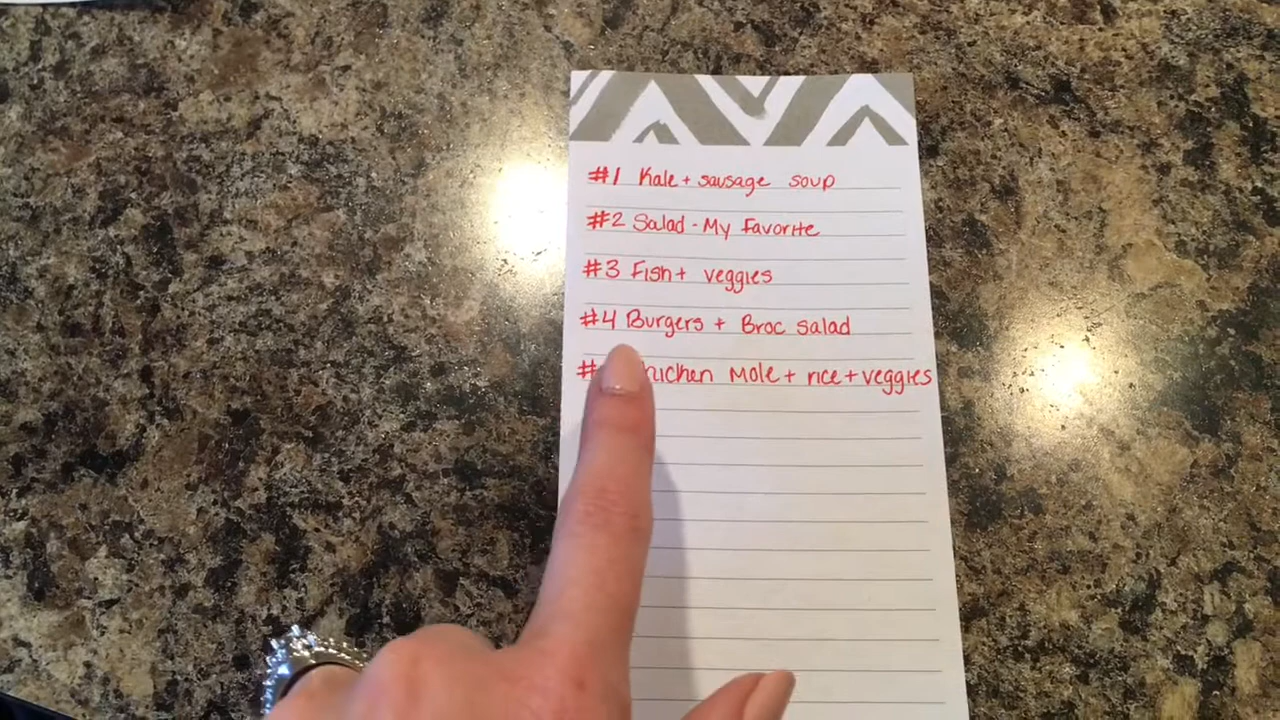 #1 Kale + sausage soup
#2 Salad - My favorite
#3 Fish + veggies
#4 Burgers + Broc salad
# Mole + rice + veggies